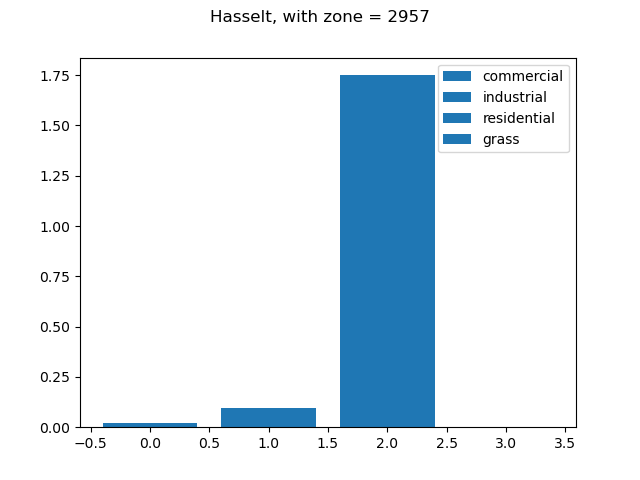 Hasselt, with zone = 2957
1.75
1.50
1.25
1.00
0.75
0.50
0.25
0.00
commercial
industrial
residential
grass
−0.5 0.0 0.5 1.0 1.5 2.0 2.5 3.0 3.5